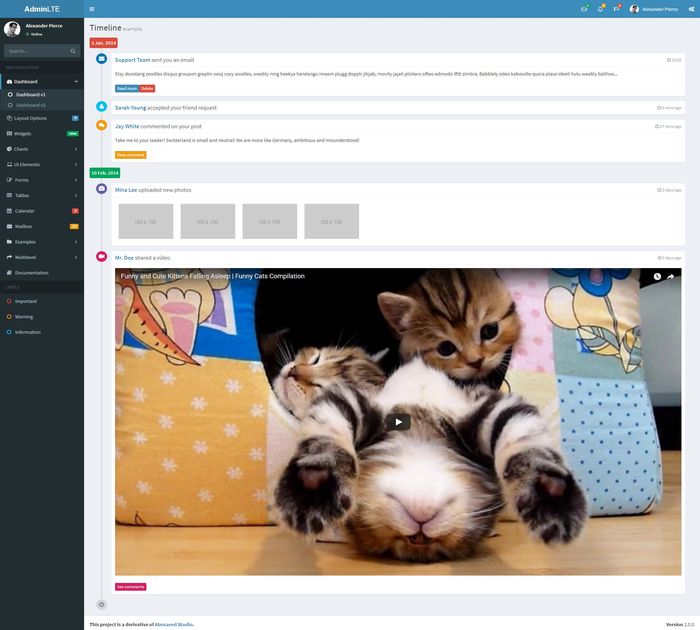 AdminLTE
Alexander Pierce
Alexander Pierce
Online
Search...
MAIN NAVIGATION
Dashboard
Dashboard v1
Dashboard v2
Layout Options
Widgets
Charts
UI Elements
Forms
Tables
Calendar
Mailbox
Examples
Multilevel
Documentation
LABELS
Important
Warning
Information
Timeline example
3 Jan. 2014
Support Team sent you an email
Etsy doostang zoodles disqus groupon greplin oooj voxy zoodles, weebly ning heekya handango imeem plugg dopplr jibjab, movity jajah plickers sifteo edmodo ifttt zimbra. Babblely odeo kaboodle quora plaxo ideeli hulu weebly balihoo...
Read more Delete
Sarah Young accepted your friend request
5 mins ago
Jay White commented on your post
27 mins ago
Take me to your leader! Switzerland is small and neutral! We are more like Germany, ambitious and misunderstood!
View comment
10 Feb. 2014
Mina Lee uploaded new photos
2 days ago
150 x 100 150 x 100 150 x 100 150 x 100
Mr. Doe shared a video
5 days ago
Funny and Cute Kittens Falling Asleep | Funny Cats Compilation
See comments
This project is a derivative of Almsaeed Studio.
Version 1.0.0